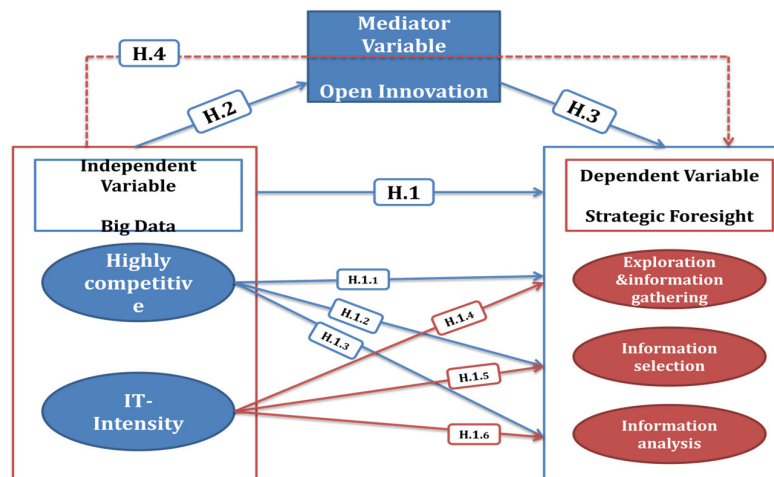 Mediator
Variable
Open Innovation
H.4
H.2
H.3
Independent
Variable
Big Data
H.1
Dependent Variable
Strategic Foresight
Highly
competitiv
e
H.1.1
H.1.2
H.1.3
H.1.4
H.1.5
H.1.6
IT-
Intensity
Exploration
&information
gathering
Information
selection
Information
analysis